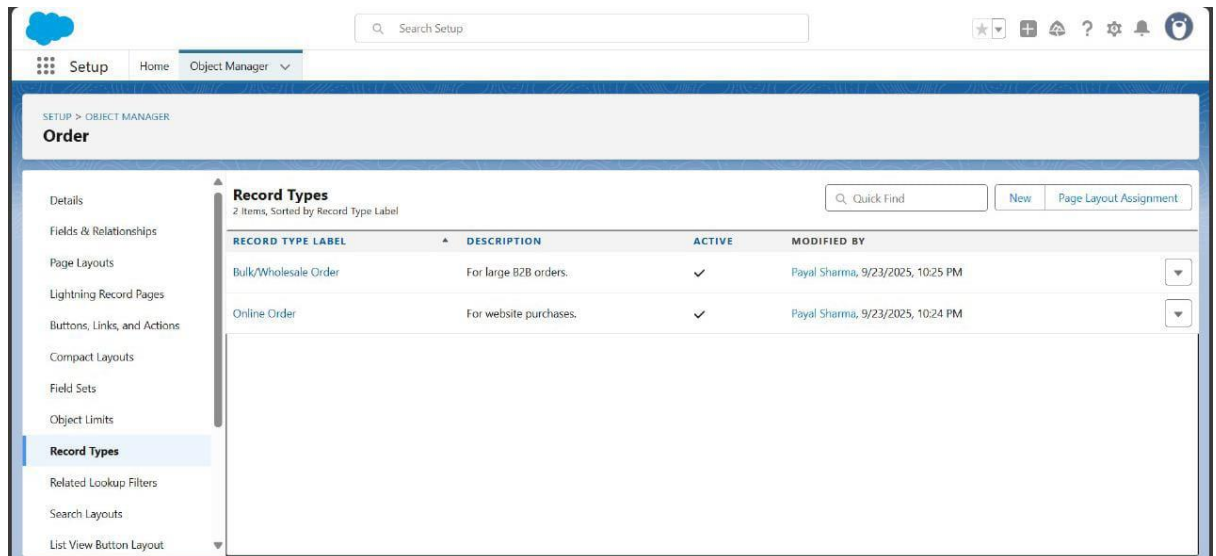 Search Setup
Setup Home Object Manager
SETUP > OBJECT MANAGER
Order
Details
Fields & Relationships
Page Layouts
Lightning Record Pages
Buttons, Links, and Actions
Compact Layouts
Field Sets
Object Limits
Record Types
Related Lookup Filters
Search Layouts
List View Button Layout
Record Types
2 Items, Sorted by Record Type Label
Quick Find New Page Layout Assignment
RECORD TYPE LABEL DESCRIPTION ACTIVE MODIFIED BY
Bulk/Wholesale Order For large B2B orders. Payal Sharma, 9/23/2025, 10:25 PM
Online Order For website purchases. Payal Sharma, 9/23/2025, 10:24 PM